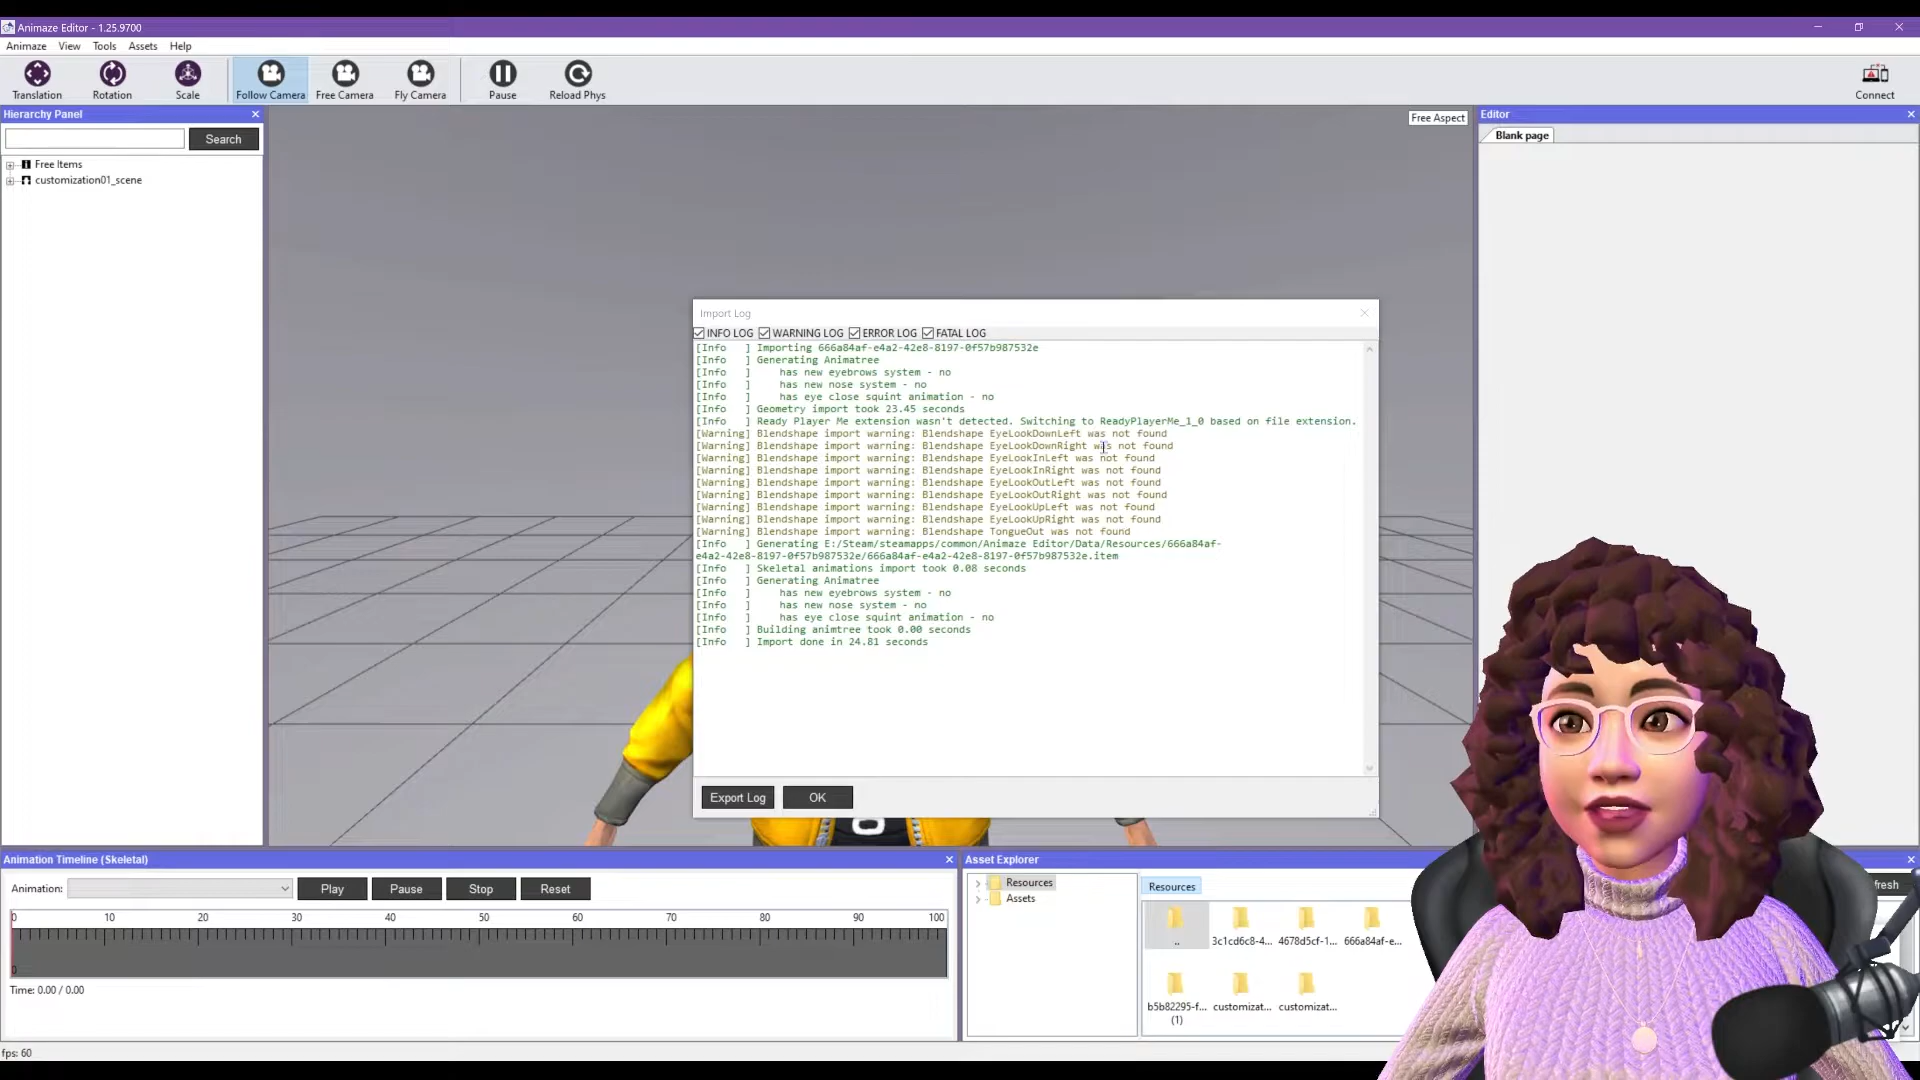 Animaze Editor - 1.25.9700
Animaze View Tools Assets Help
Translation Rotation Scale Follow Camera Free Camera Fly Camera Pause Reload Phys Connect
Hierarchy Panel
Search
Free Items
customization01_scene
Free Aspect
Editor
Blank page
Import Log
INFO LOG WARNING LOG ERROR LOG FATAL LOG
[Info ] Importing 666a84af-e4a2-42e8-8197-0f57b987532e
[Info ] Generating Animatree
[Info ] has new eyebrows system - no
[Info ] has new nose system - no
[Info ] has eye close squint animation - no
[Info ] Geometry import took 23.45 seconds
[Info ] Ready Player Me extension wasn't detected. Switching to ReadyPlayerMe_1_0 based on file extension.
[Warning] Blendshape import warning: Blendshape EyeLookDownLeft was not found
[Warning] Blendshape import warning: Blendshape EyeLookDownRight was not found
[Warning] Blendshape import warning: Blendshape EyeLookInLeft was not found
[Warning] Blendshape import warning: Blendshape EyeLookInRight was not found
[Warning] Blendshape import warning: Blendshape EyeLookOutLeft was not found
[Warning] Blendshape import warning: Blendshape EyeLookOutRight was not found
[Warning] Blendshape import warning: Blendshape EyeLookUpLeft was not found
[Warning] Blendshape import warning: Blendshape EyeLookUpRight was not found
[Warning] Blendshape import warning: Blendshape TongueOut was not found
[Info ] Generating E:/Steam/steamapps/common/Animaze Editor/Data/Resources/666a84af-
e4a2-42e8-8197-0f57b987532e/666a84af-e4a2-42e8-8197-0f57b987532e.item
[Info ] Skeletal animations import took 0.08 seconds
[Info ] Generating Animatree
[Info ] has new eyebrows system - no
[Info ] has new nose system - no
[Info ] has eye close squint animation - no
[Info ] Building animtree took 0.00 seconds
[Info ] Import done in 24.81 seconds
Export Log OK
Animation Timeline (Skeletal)
Animation: Play Pause Stop Reset
0 10 20 30 40 50 60 70 80 90 100
0
Time: 0.00 / 0.00
Asset Explorer
Resources
Assets
Resources
fresh
.. 3c1cd6c8-4... 4678d5cf-1... 666a84af-e...
b5b82295-f... customizat... customizat...
(1)
fps: 60